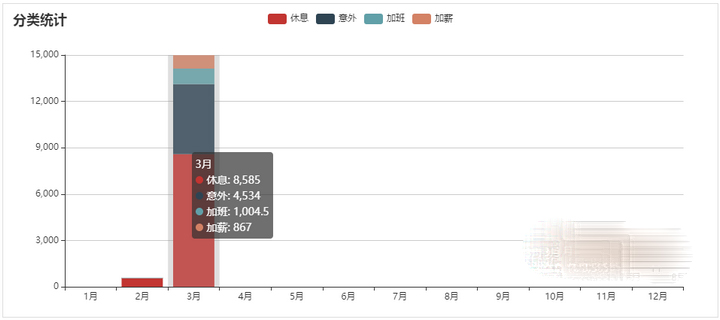 分类统计
休息 意外 加班 加薪
15,000
12,000
9,000
6,000
3,000
0
3月
休息: 8,585
意外: 4,534
加班: 1,004.5
加薪: 867
1月 2月 3月 4月 5月 6月 7月 8月 9月 10月 11月 12月